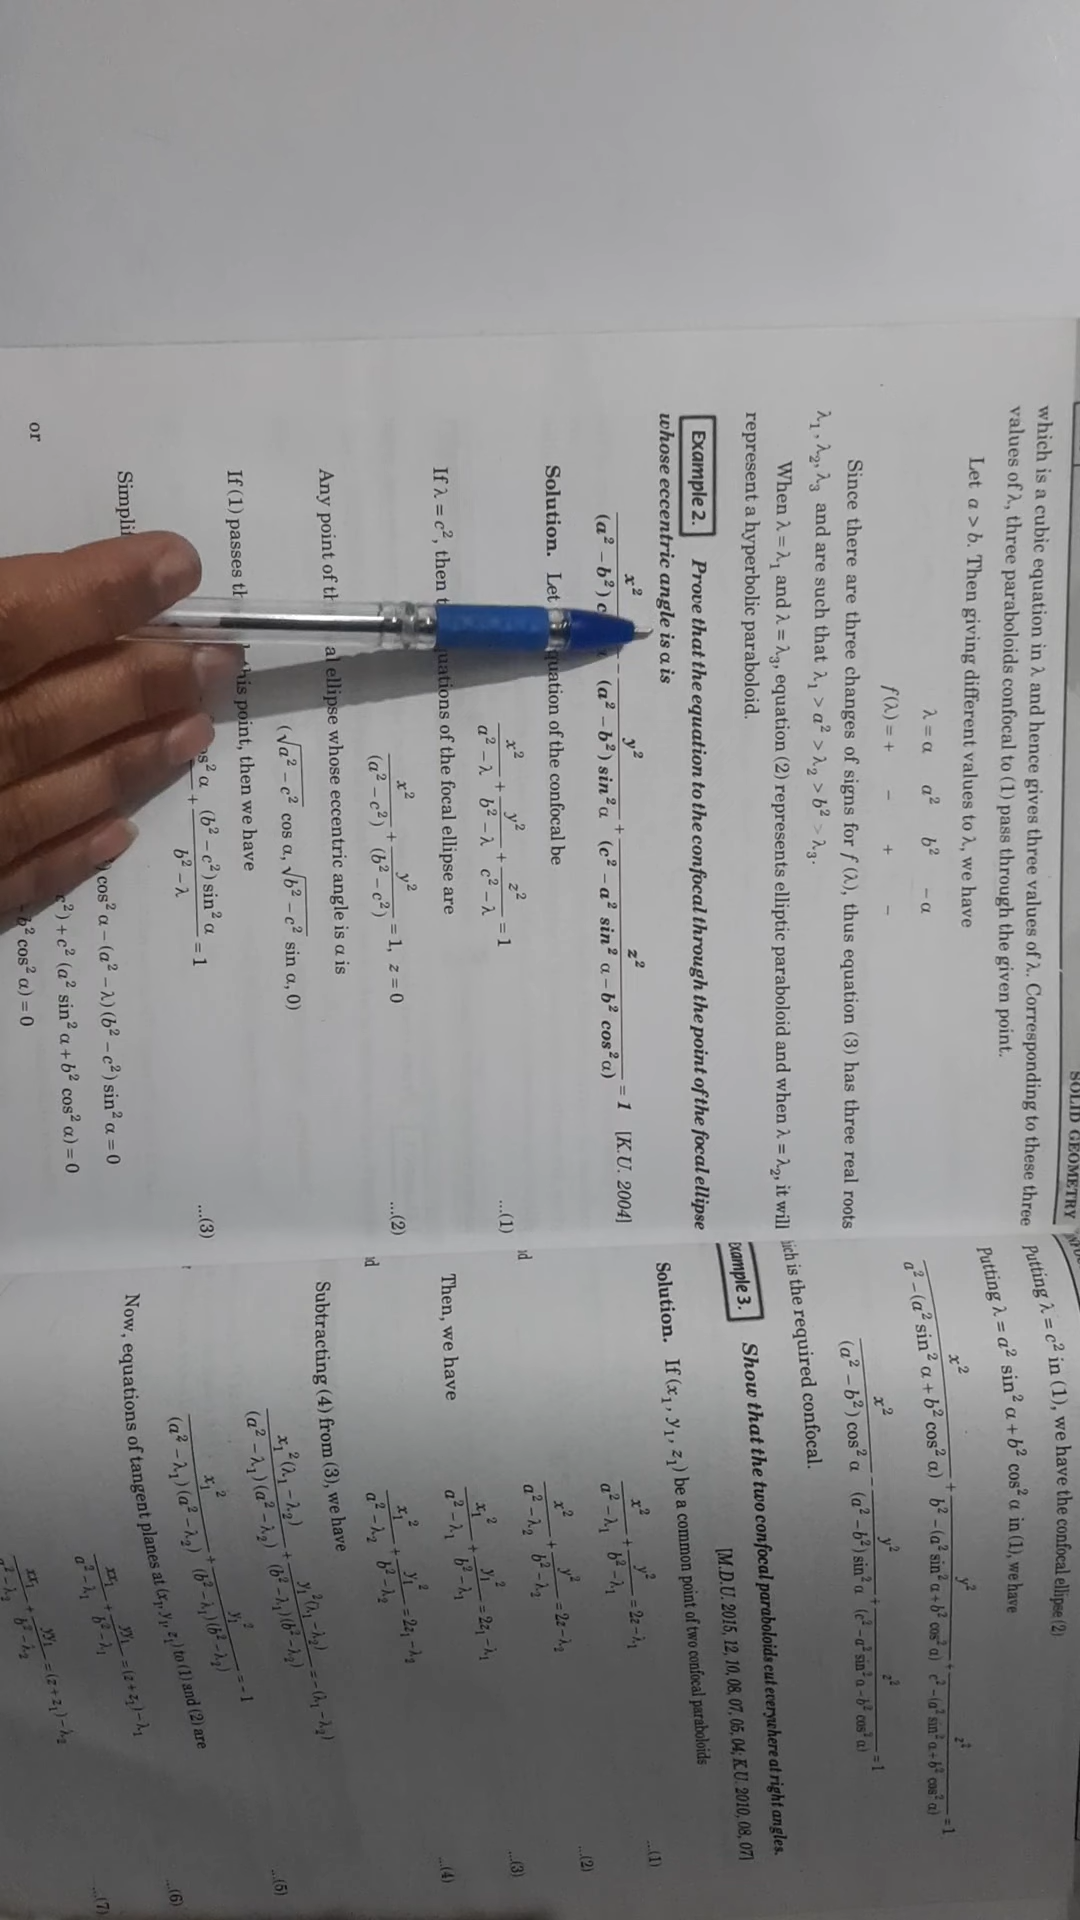 SOLID GEOMETRY
which is a cubic equation in λ and hence gives three values of λ. Corresponding to these three
values of λ, three paraboloids confocal to (1) pass through the given point.
Let a > b. Then giving different values to λ, we have
λ = α a² b² – α
f(λ) = + – + –
Since there are three changes of signs for f (λ), thus equation (3) has three real roots
λ₁, λ₂, λ₃ and are such that λ₁ > a² > λ₂ > b² > λ₃.
When λ = λ₁ and λ = λ₃, equation (2) represents elliptic paraboloid and when λ = λ₂, it will
represent a hyperbolic paraboloid.
Example 2. Prove that the equation to the confocal through the point of the focal ellipse
whose eccentric angle is α is
x²/(a² – b²) c – y²/(a² – b²) sin² α + z²/(c² – a² sin² α – b² cos² α) = 1 [K.U. 2004]
Solution. Let quation of the confocal be
x²/a² – λ + y²/b² – λ + z²/c² – λ = 1 ....(1)
If λ = c², then quations of the focal ellipse are
x²/(a² – c²) + y²/(b² – c²) = 1, z = 0 ....(2)
Any point of al ellipse whose eccentric angle is α is
(√a² – c² cos α, √b² – c² sin α, 0)
If (1) passes this point, then we have
os² α + (b² – c²) sin² α/b² – λ = 1 ....(3)
cos² α – (a² – λ) (b² – c²) sin² α = 0
c²) + c² (a² sin² α + b² cos² α) = 0
or – b² cos² α) = 0
Putting λ = c² in (1), we have the confocal ellipse (2)
Putting λ = a² sin² α + b² cos² α in (1), we have
x²/a² – (a² sin² α + b² cos² α) + y²/b² – (a² sin² α + b² cos² α) + z²/c² – (a² sin² α + b² cos² α) = 1
x²/(a² – b²) cos² α – y²/(a² – b²) sin² α + z²/(c² – a² sin² α – b² cos² α) = 1
ich is the required confocal.
Example 3. Show that the two confocal paraboloids cut everywhere at right angles.
[M.D.U. 2015, 12, 10, 08, 07, 05, 04; K.U. 2010, 08, 07]
Solution. If (x₁, y₁, z₁) be a common point of two confocal paraboloids
x²/a² – λ₁ + y²/b² – λ₁ = 2z – λ₁ ...(1)
x²/a² – λ₂ + y²/b² – λ₂ = 2z – λ₂ ...(2)
Then, we have
x₁²/a² – λ₁ + y₁²/b² – λ₁ = 2z₁ – λ₁ ...(3)
x₁²/a² – λ₂ + y₁²/b² – λ₂ = 2z₁ – λ₂ ...(4)
Subtracting (4) from (3), we have
x₁² (λ₁ – λ₂)/(a² – λ₁) (a² – λ₂) + y₁² (λ₁ – λ₂)/(b² – λ₁) (b² – λ₂) = – (λ₁ – λ₂)
x₁²/(a² – λ₁) (a² – λ₂) + y₁²/(b² – λ₁) (b² – λ₂) = – 1 ...(5)
Now, equations of tangent planes at (x₁, y₁, z₁) to (1) and (2) are
xx₁/a² – λ₁ + yy₁/b² – λ₁ = (z + z₁) – λ₁ ...(6)
xx₁/a² – λ₂ + yy₁/b² – λ₂ = (z + z₁) – λ₂ ...(7)